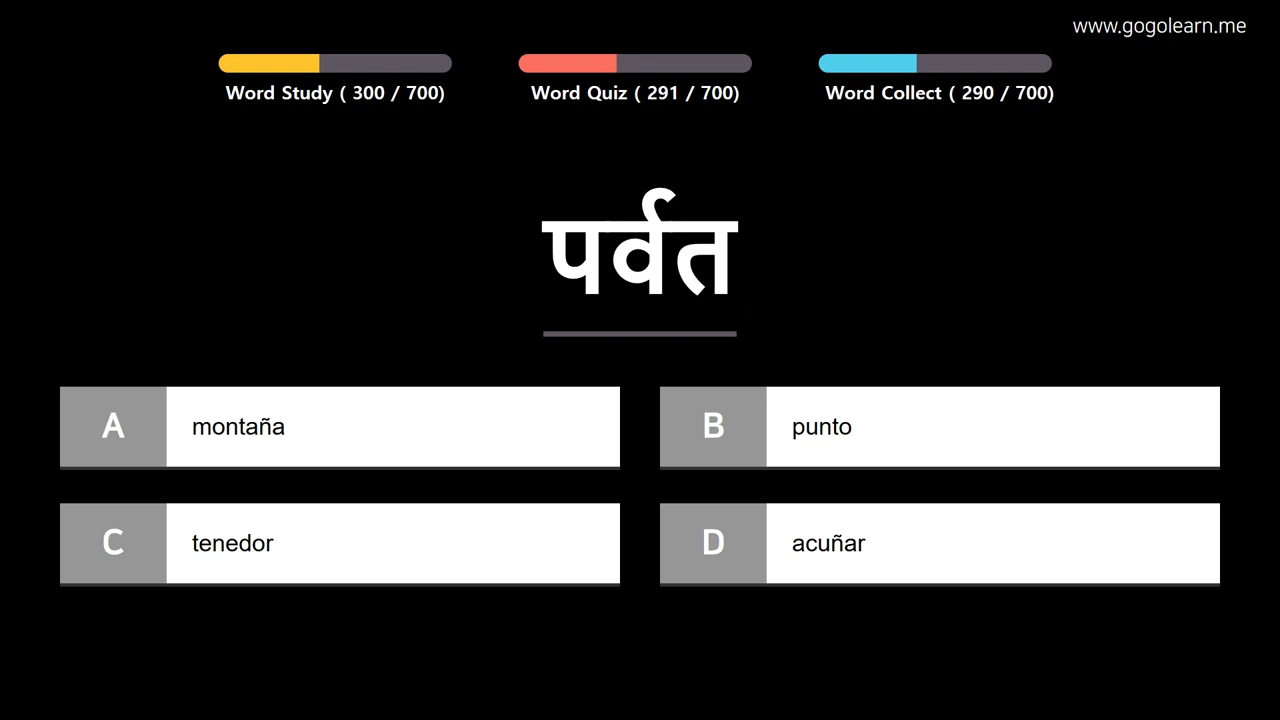 www.gogolearn.me
Word Study ( 300 / 700)
Word Quiz ( 291 / 700)
Word Collect ( 290 / 700)
पर्वत
A montaña
B punto
C tenedor
D acuñar